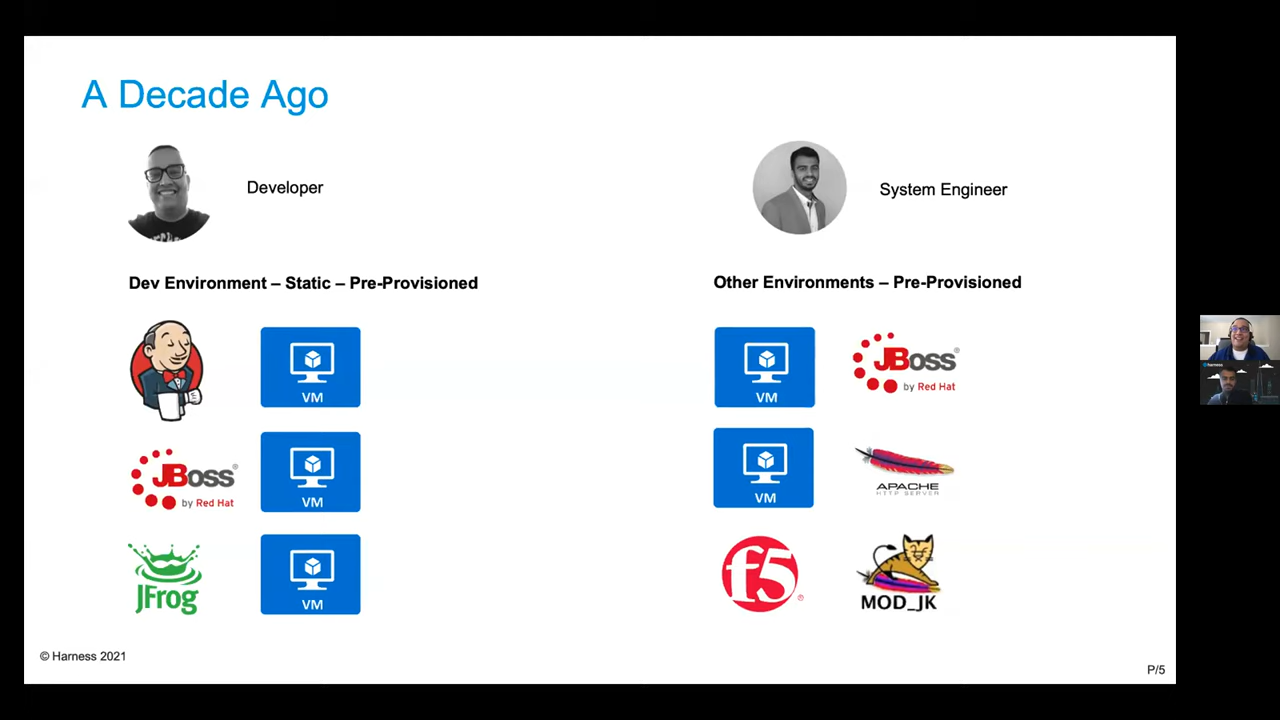 A Decade Ago
Developer
System Engineer
Dev Environment – Static – Pre-Provisioned
Other Environments – Pre-Provisioned
VM
VM
JBoss®
by Red Hat
JBoss®
by Red Hat
VM
VM
APACHE
HTTP SERVER
JFrog
VM
f5®
MOD_JK
© Harness 2021
P/5
harness